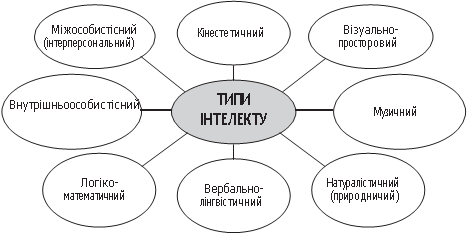 Міжособистісний
(інтерперсональний)
Кінестетичний
Візуально-
просторовий
Внутрішньоособистісний
ТИПИ
ІНТЕЛЕКТУ
Музичний
Логіко-
математичний
Вербально-
лінгвістичний
Натуралістичний
(природничий)